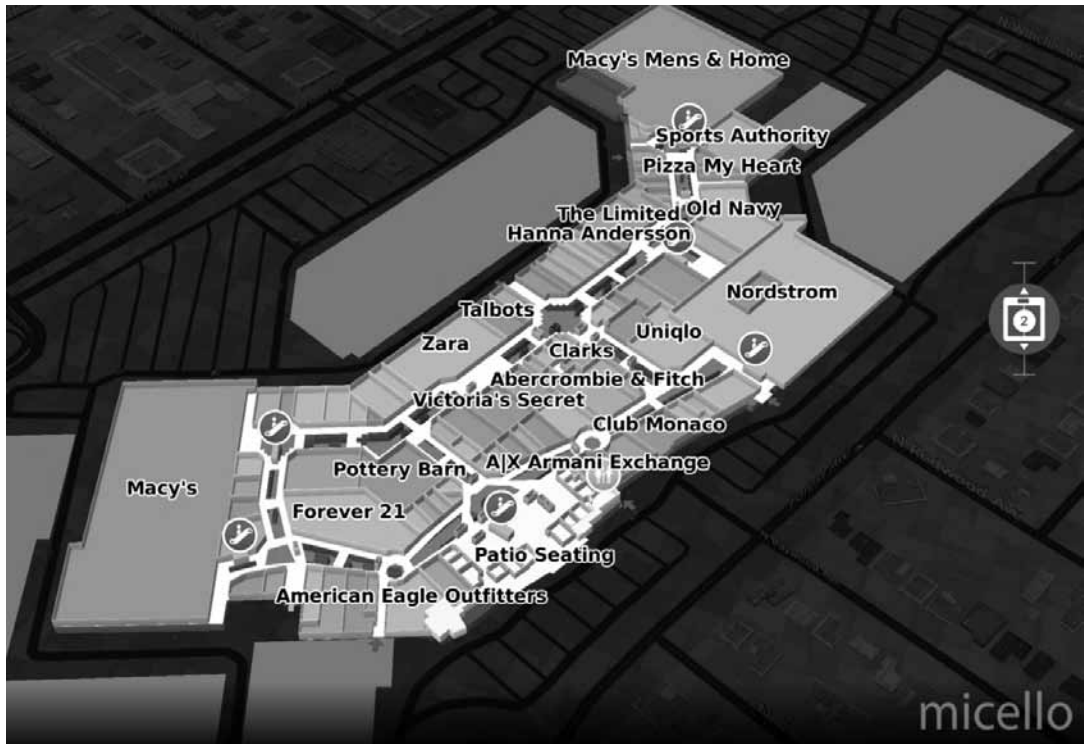 Macy's Mens & Home
Sports Authority
Pizza My Heart
The Limited
Old Navy
Hanna Andersson
Nordstrom
Talbots
Uniqlo
Zara
Clarks
Abercrombie & Fitch
Victoria's Secret
Club Monaco
A|X Armani Exchange
Pottery Barn
Macy's
Forever 21
Patio Seating
American Eagle Outfitters
2
micello